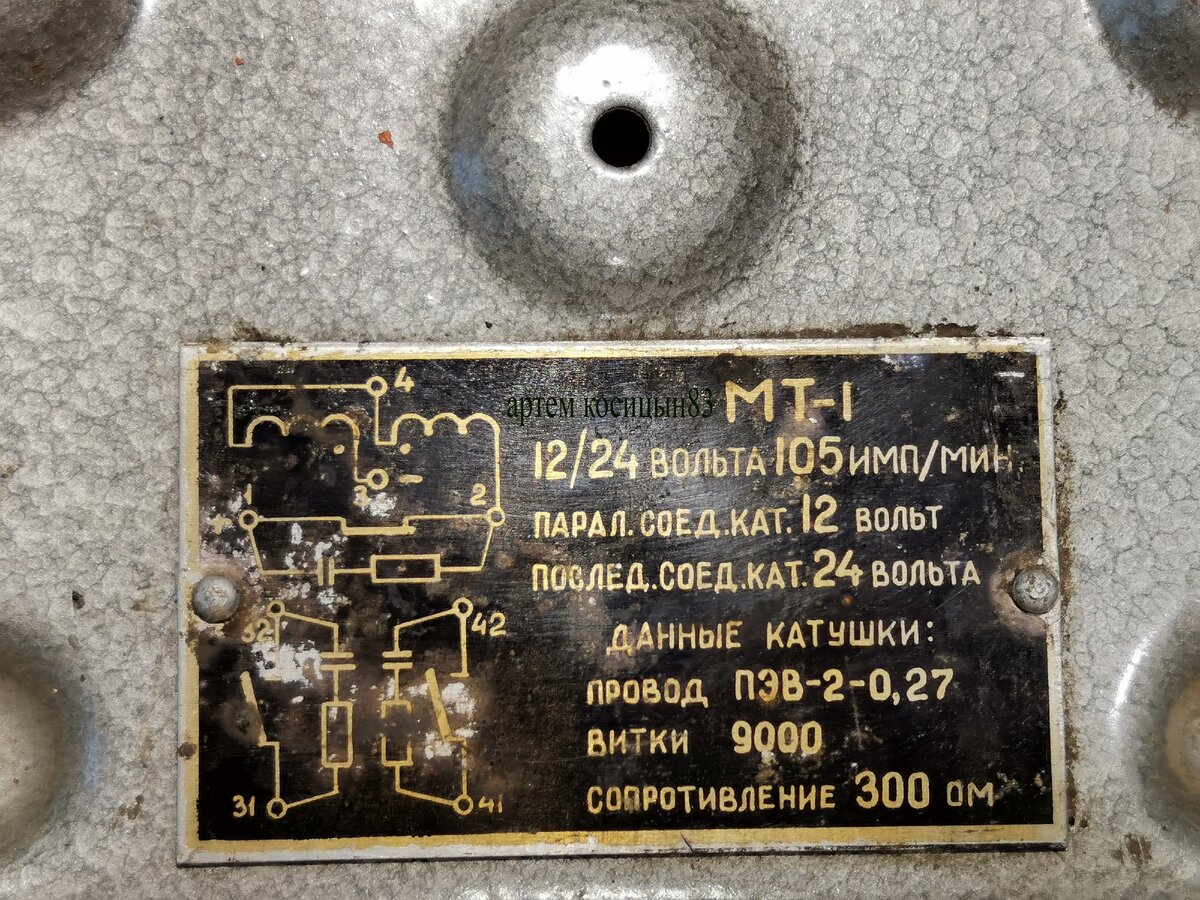 4
артем косицын83
МТ-1
12/24 ВОЛЬТА 105 ИМП/МИН.
3 -
1 2
+
ПАРАЛ. СОЕД. КАТ. 12 ВОЛЬТ
ПОСЛЕД. СОЕД. КАТ. 24 ВОЛЬТА
32 42
ДАННЫЕ КАТУШКИ:
ПРОВОД ПЭВ-2-0,27
ВИТКИ 9000
СОПРОТИВЛЕНИЕ 300 ОМ
31 41